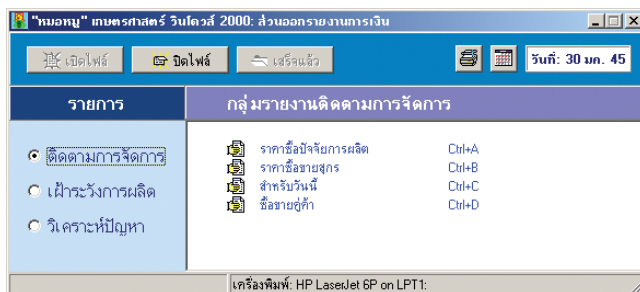 "หมอหมู" เกษตรศาสตร์ วินโดวส์ 2000: ส่วนออกรายงานการเงิน
เปิดไฟล์ ปิดไฟล์ เสร็จแล้ว วันที่: 30 มค. 45
รายการ กลุ่มรายงานติดตามการจัดการ
ติดตามการจัดการ
เฝ้าระวังการผลิต
วิเคราะห์ปัญหา
ราคาซื้อปัจจัยการผลิต Ctrl+A
ราคาซื้อขายสุกร Ctrl+B
สำหรับวันนี้ Ctrl+C
ซื้อขายคู่ค้า Ctrl+D
เครื่องพิมพ์: HP LaserJet 6P on LPT1: